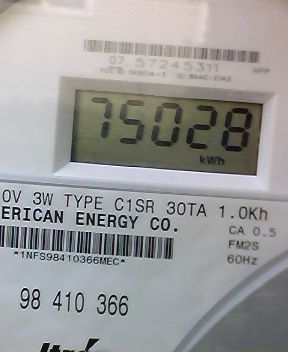 07 57245311
75028
kWh
0V 3W TYPE C1SR 30TA 1.0Kh
ERICAN ENERGY CO.
CA 0.5
FM2S
60Hz
*1NFS98410366MEC*
98 410 366
Itron